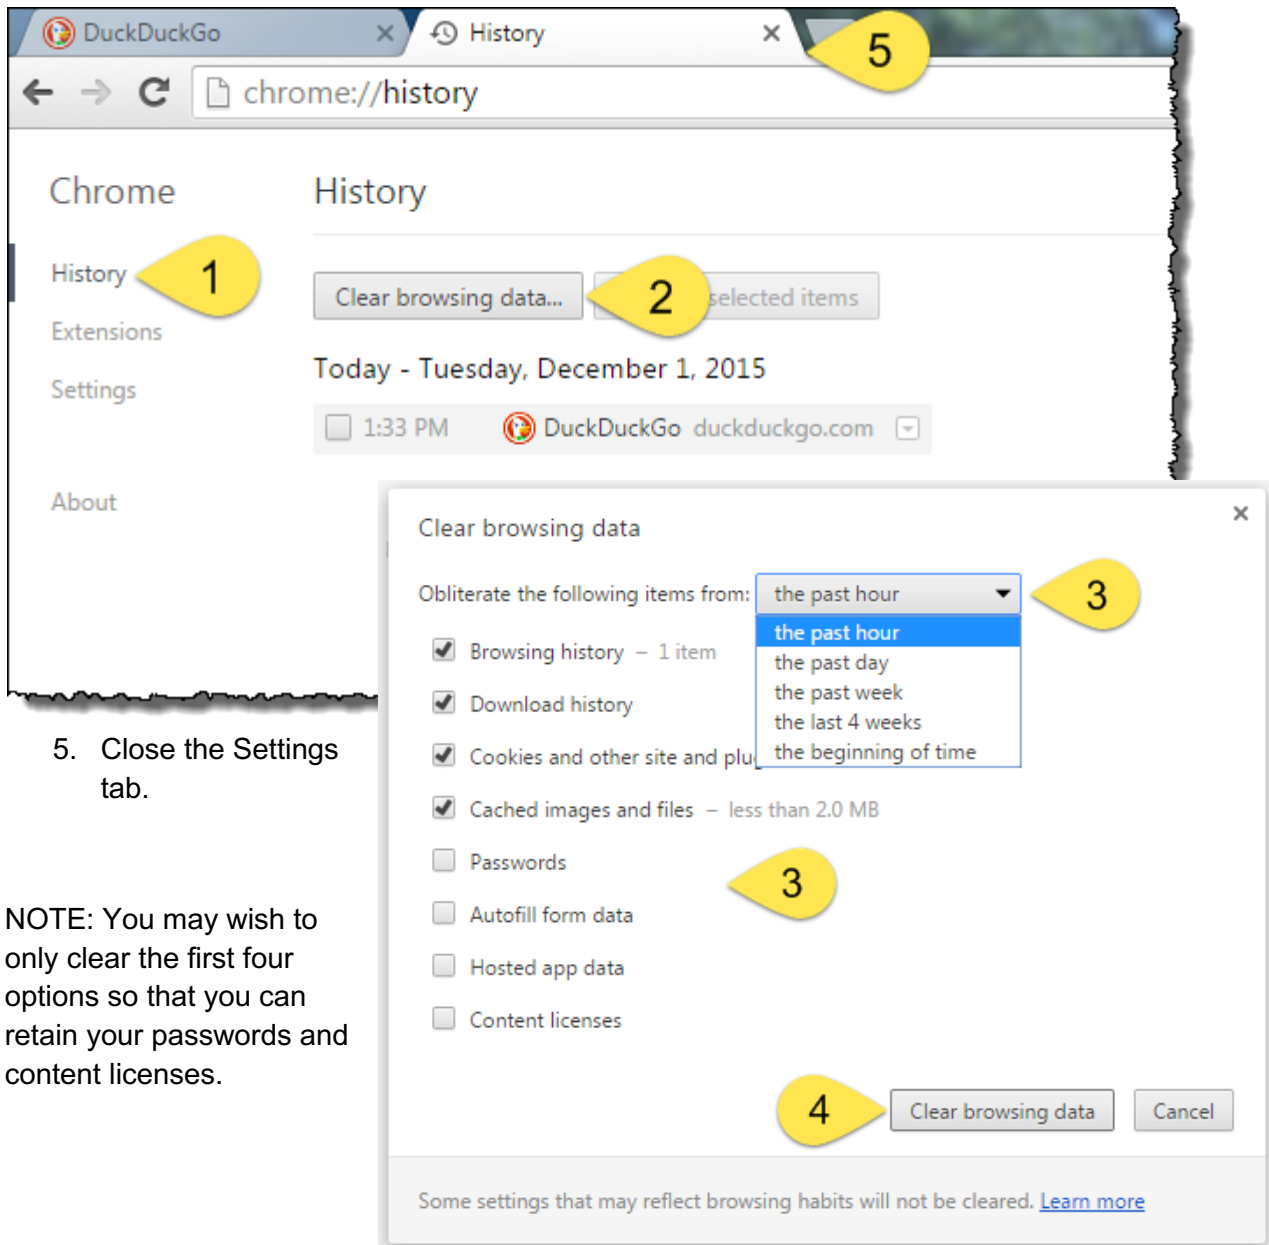 DuckDuckGo
History
5
chrome://history
Chrome
History
History
1
Clear browsing data...
2
selected items
Extensions
Today - Tuesday, December 1, 2015
Settings
1:33 PM DuckDuckGo duckduckgo.com
About
Clear browsing data
Obliterate the following items from:
the past hour
3
the past hour
the past day
the past week
the last 4 weeks
the beginning of time
Browsing history – 1 item
Download history
Cookies and other site and plug
Cached images and files – less than 2.0 MB
Passwords
3
Autofill form data
Hosted app data
Content licenses
4
Clear browsing data
Cancel
Some settings that may reflect browsing habits will not be cleared. Learn more
5. Close the Settings
tab.
NOTE: You may wish to
only clear the first four
options so that you can
retain your passwords and
content licenses.